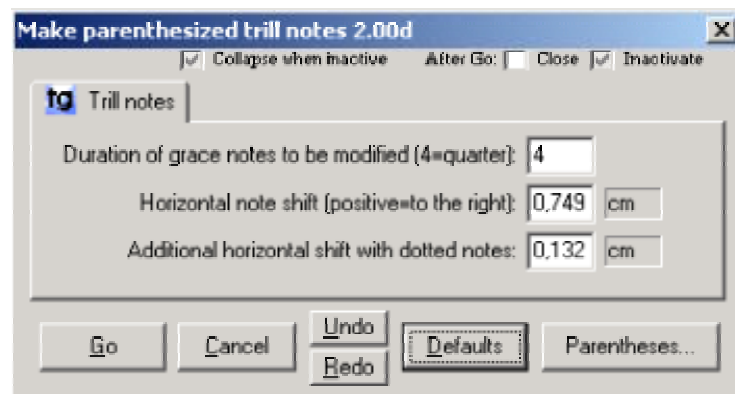 Make parenthesized trill notes 2.00d
Collapse when inactive After Go: Close Inactivate
tg Trill notes
Duration of grace notes to be modified (4=quarter): 4
Horizontal note shift (positive=to the right): 0,749 cm
Additional horizontal shift with dotted notes: 0,132 cm
Go Cancel Undo Redo Defaults Parentheses...